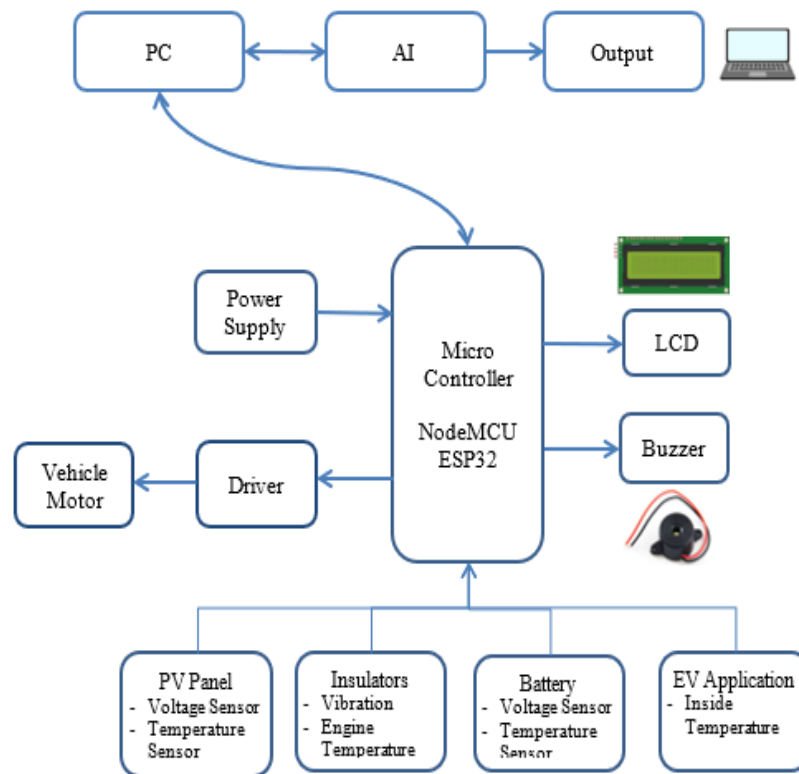 PC
AI
Output
Power
Supply
Micro
Controller
NodeMCU
ESP32
LCD
Buzzer
Vehicle
Motor
Driver
PV Panel
- Voltage Sensor
- Temperature
Sensor
Insulators
- Vibration
- Engine
Temperature
Battery
- Voltage Sensor
- Temperature
Sensor
EV Application
- Inside
Temperature